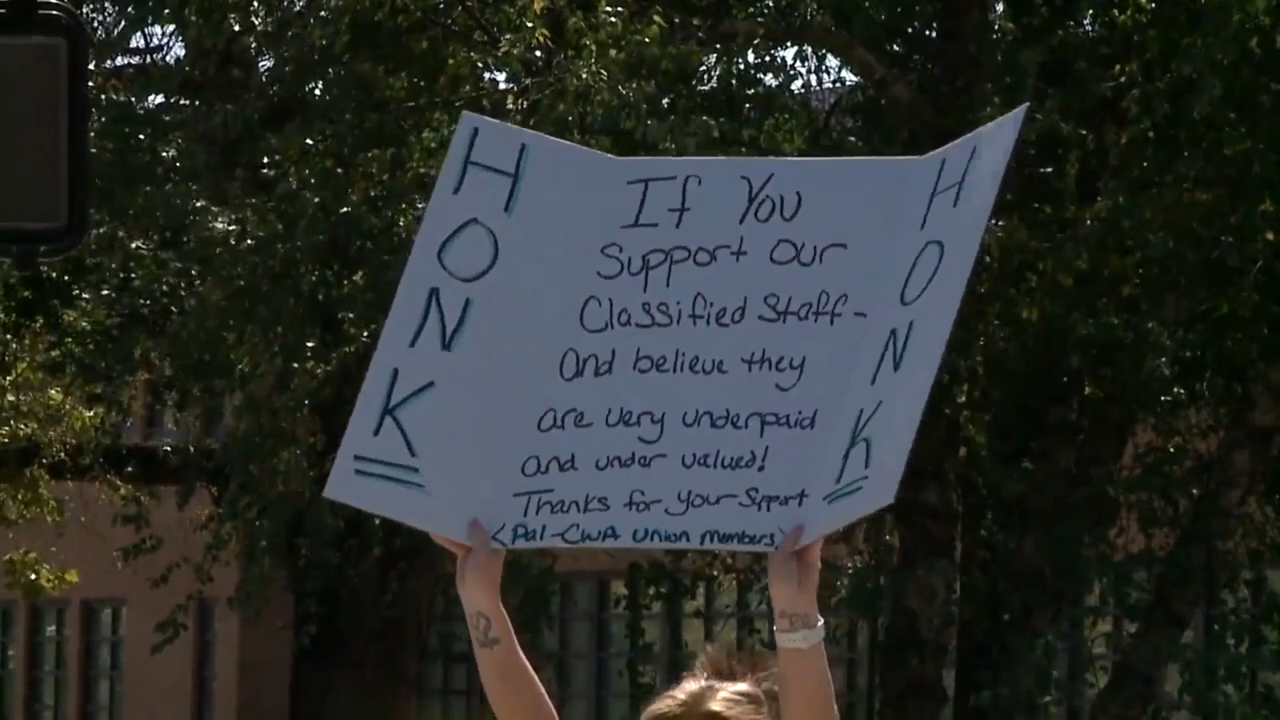 HONK
If You
Support our
Classified Staff-
And believe they
are very underpaid
and under valued!
Thanks for your Spport
<Pal-CWA Union members>
HONK